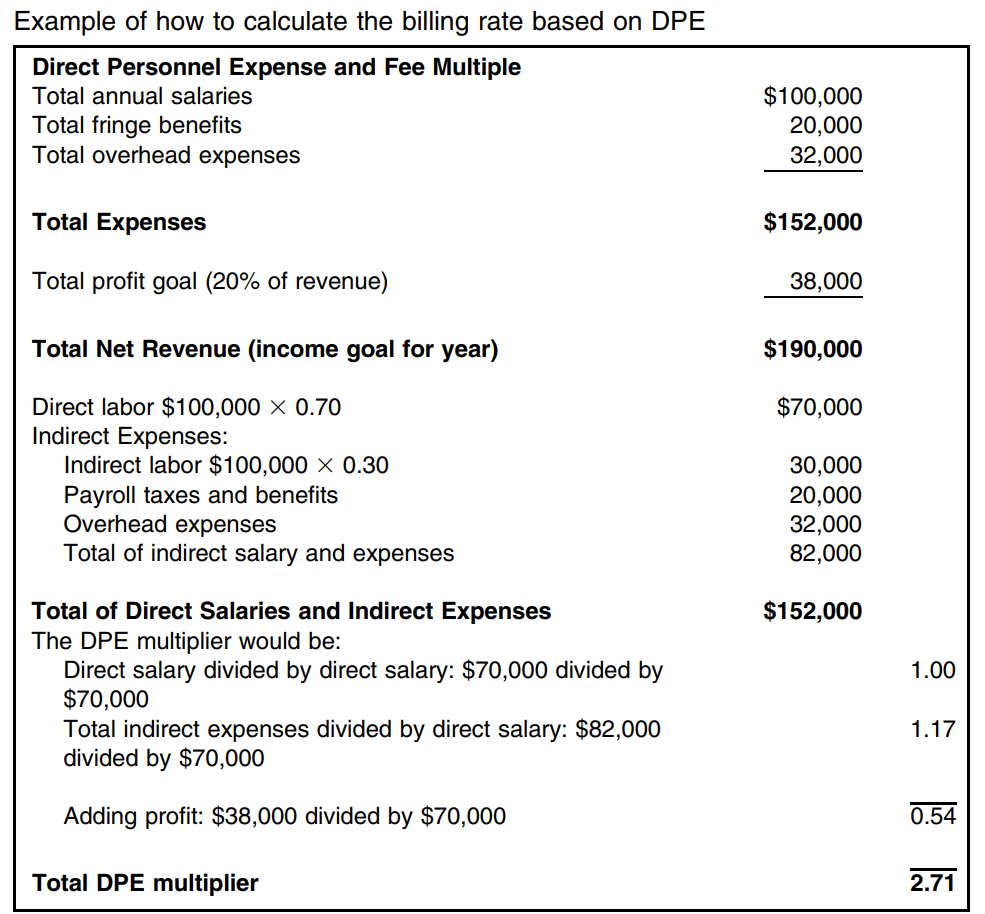 Example of how to calculate the billing rate based on DPE
Direct Personnel Expense and Fee Multiple
Total annual salaries $100,000
Total fringe benefits 20,000
Total overhead expenses 32,000
Total Expenses $152,000
Total profit goal (20% of revenue) 38,000
Total Net Revenue (income goal for year) $190,000
Direct labor $100,000 × 0.70 $70,000
Indirect Expenses:
Indirect labor $100,000 × 0.30 30,000
Payroll taxes and benefits 20,000
Overhead expenses 32,000
Total of indirect salary and expenses 82,000
Total of Direct Salaries and Indirect Expenses $152,000
The DPE multiplier would be:
Direct salary divided by direct salary: $70,000 divided by 1.00
$70,000
Total indirect expenses divided by direct salary: $82,000 1.17
divided by $70,000
Adding profit: $38,000 divided by $70,000 0.54
Total DPE multiplier 2.71